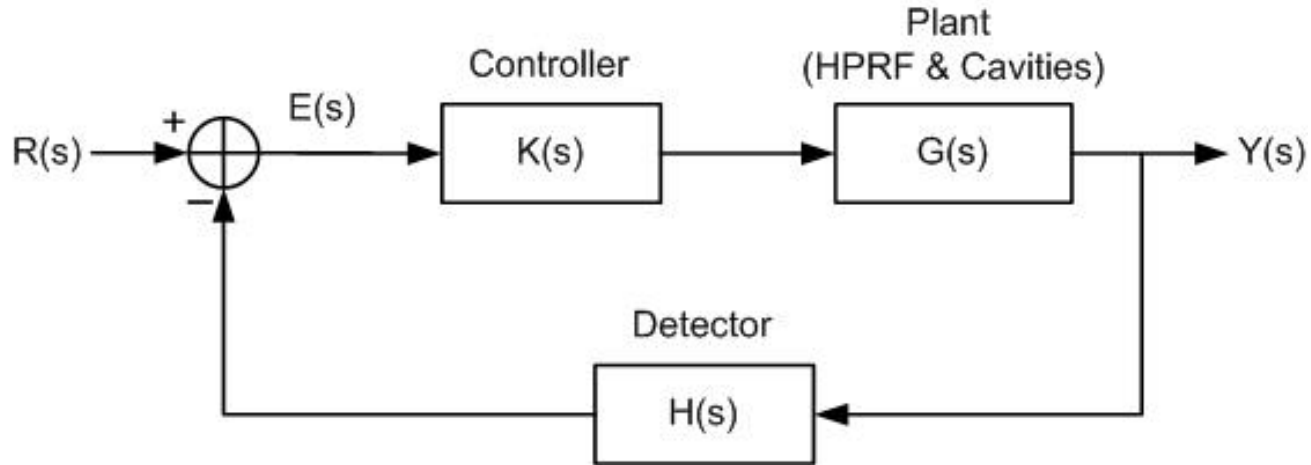 Plant
(HPRF & Cavities)
Controller
E(s)
+
R(s)
K(s)
G(s)
Y(s)
−
Detector
H(s)